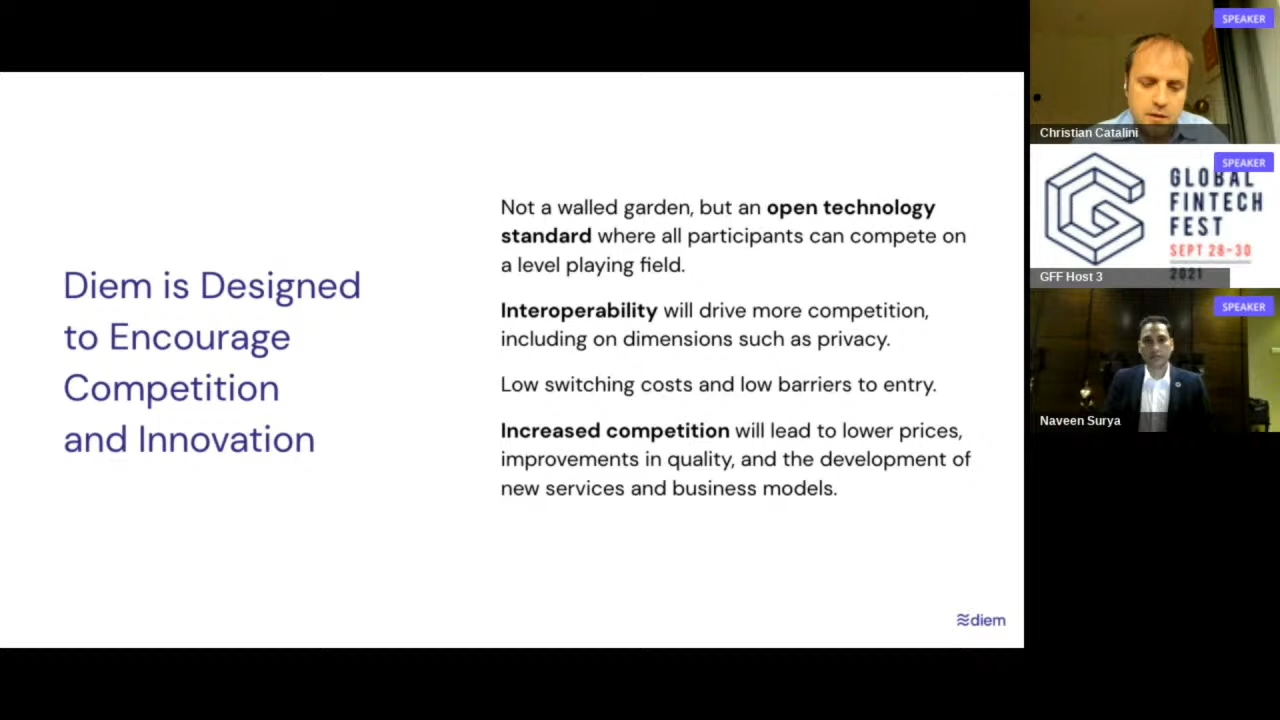 Diem is Designed
to Encourage
Competition
and Innovation
Not a walled garden, but an open technology
standard where all participants can compete on
a level playing field.
Interoperability will drive more competition,
including on dimensions such as privacy.
Low switching costs and low barriers to entry.
Increased competition will lead to lower prices,
improvements in quality, and the development of
new services and business models.
diem
SPEAKER
Christian Catalini
SPEAKER
GLOBAL
FINTECH
FEST
SEPT 28-30
2021
GFF Host 3
SPEAKER
Naveen Surya